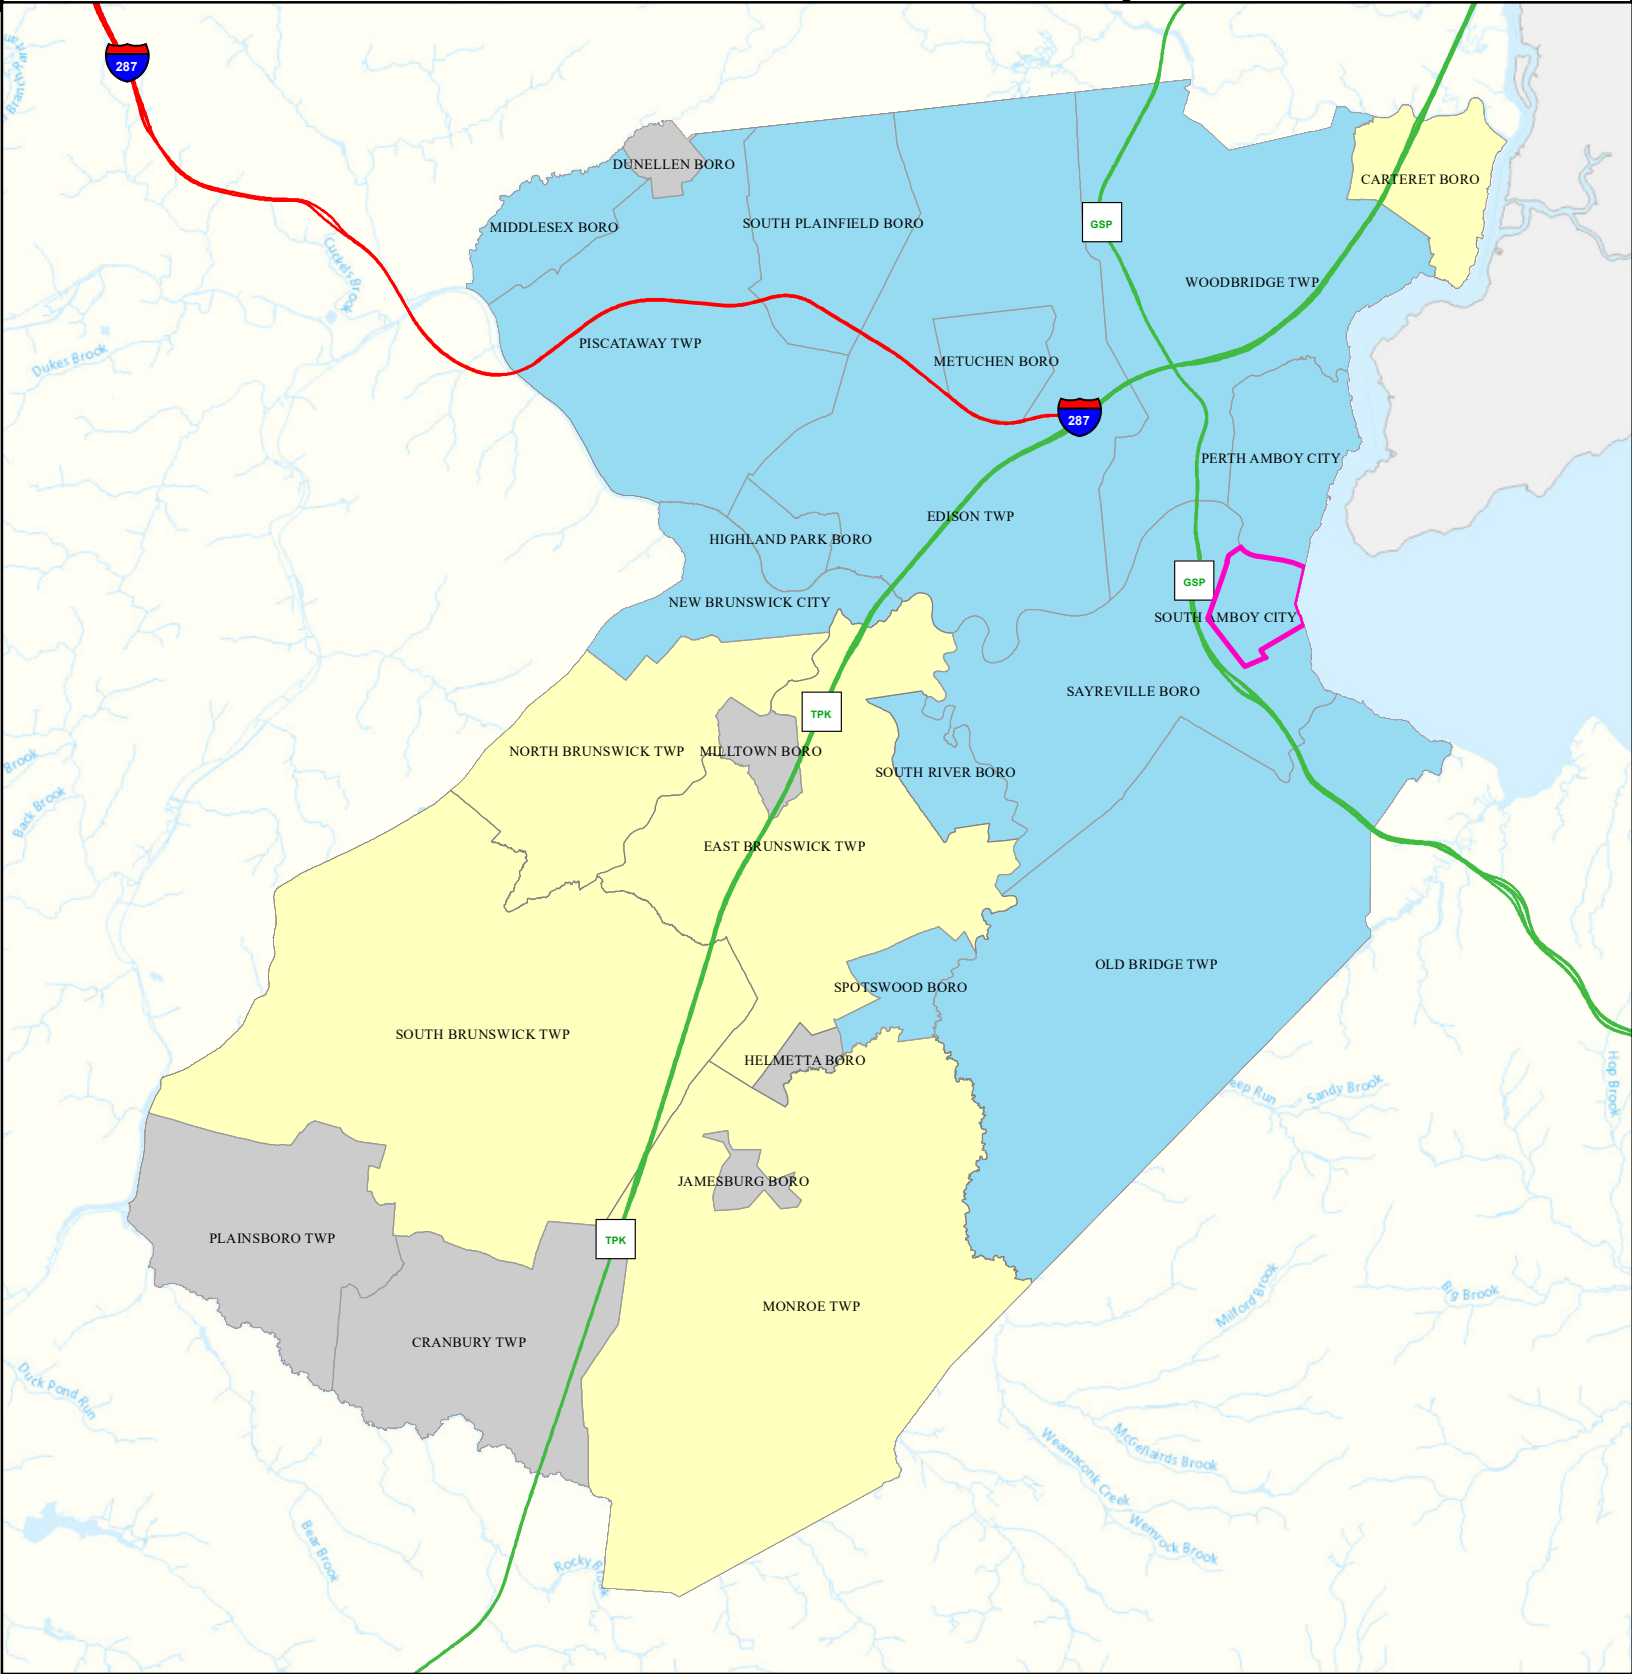 287
DUNELLEN BORO
CARTERET BORO
MIDDLESEX BORO
SOUTH PLAINFIELD BORO
GSP
Cuckels Brook
WOODBRIDGE TWP
Dukes Brook
PISCATAWAY TWP
METUCHEN BORO
287
PERTH AMBOY CITY
EDISON TWP
HIGHLAND PARK BORO
GSP
NEW BRUNSWICK CITY
SOUTH AMBOY CITY
SAYREVILLE BORO
TPK
NORTH BRUNSWICK TWP
MILLTOWN BORO
Brook
SOUTH RIVER BORO
Back Brook
EAST BRUNSWICK TWP
OLD BRIDGE TWP
SPOTSWOOD BORO
SOUTH BRUNSWICK TWP
HELMETTA BORO
Hop Brook
eep Run
Sandy Brook
JAMESBURG BORO
PLAINSBORO TWP
TPK
Milford Brook
Big Brook
MONROE TWP
CRANBURY TWP
Duck Pond Run
McGellairds Brook
Weamaconk Creek
Wemrock Brook
Bear Brook
Rocky Brook